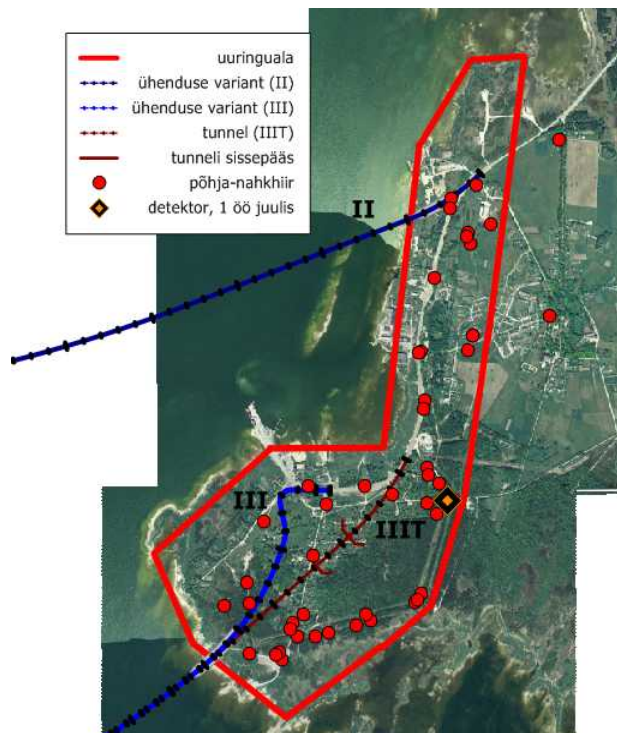 uuringuala
ühenduse variant (II)
ühenduse variant (III)
tunnel (IIIT)
tunneli sissepääs
põhja-nahkhiir
detektor, 1 öö juulis
II
III
IIIT